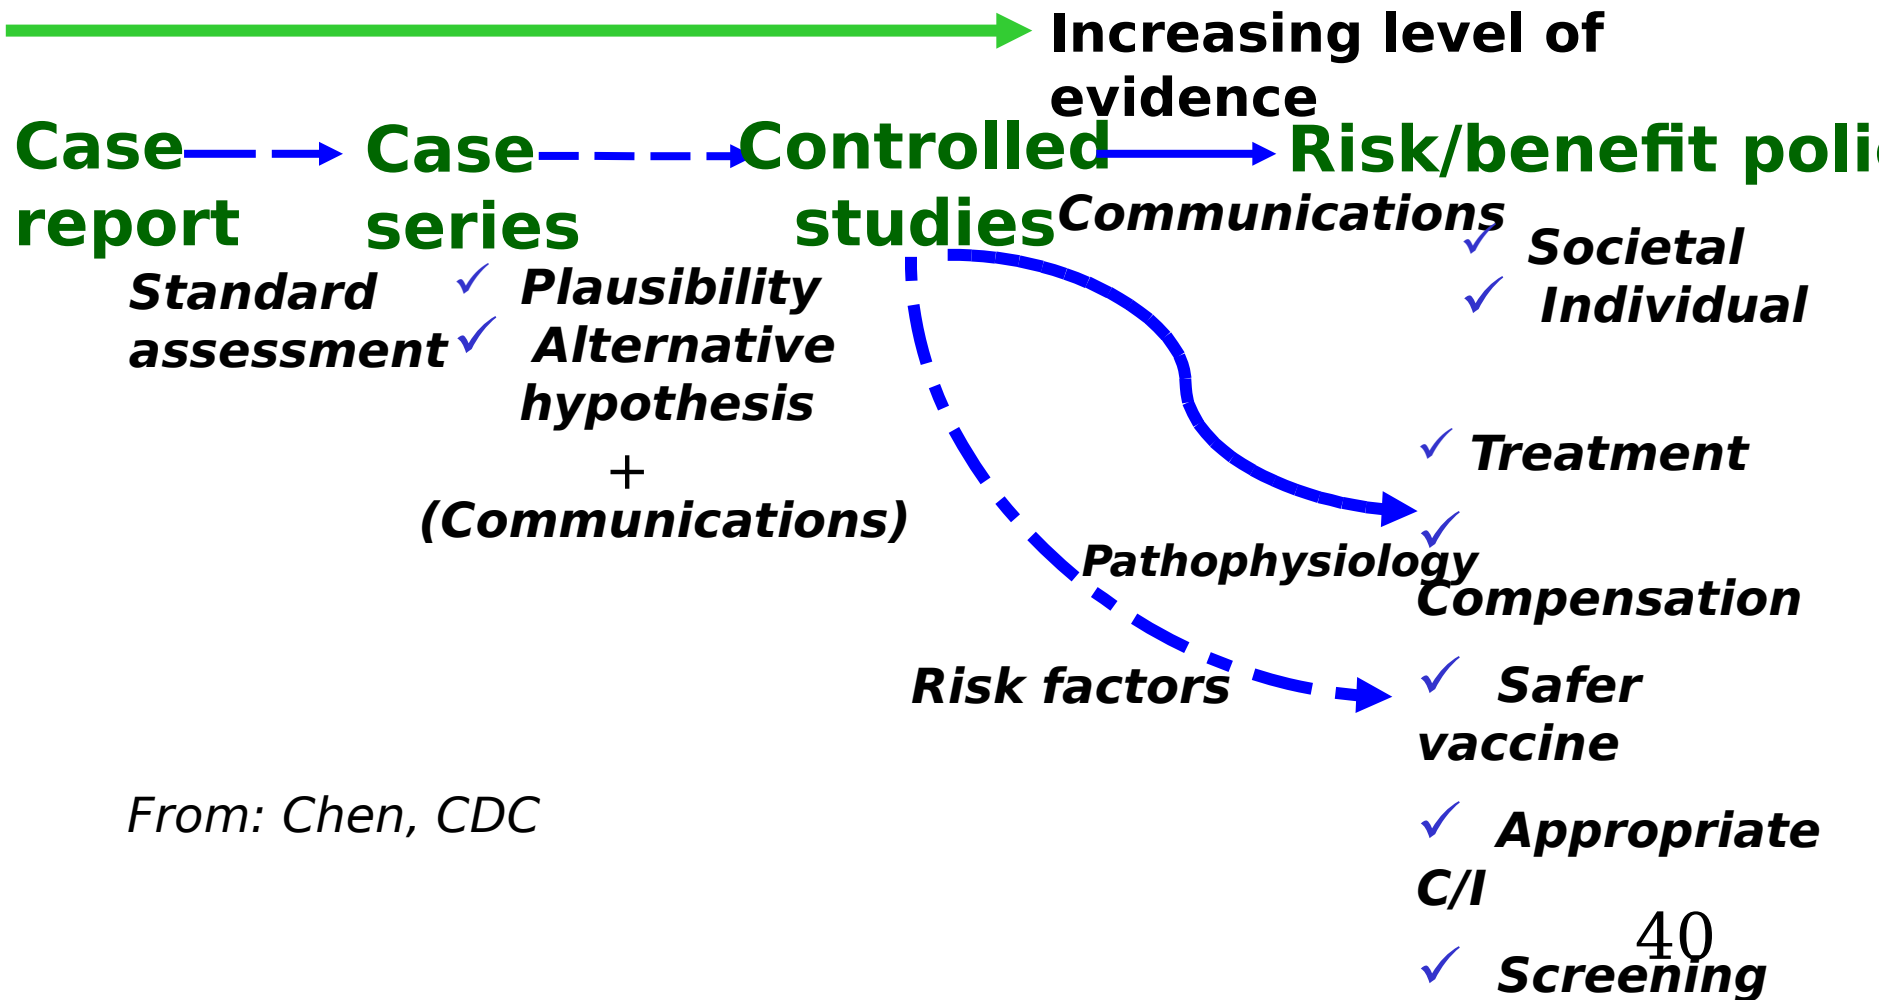 Increasing level of
evidence
Case
report
Case
series
Controlled
studies
Risk/benefit
Communications
✓ Societal
✓ Individual
Standard
assessment
✓ Plausibility
✓ Alternative
hypothesis
+
(Communications)
✓ Treatment
✓
Compensation
Pathophysiology
Risk factors
✓ Safer
vaccine
✓ Appropriate
C/I
✓ Screening
From: Chen, CDC
40